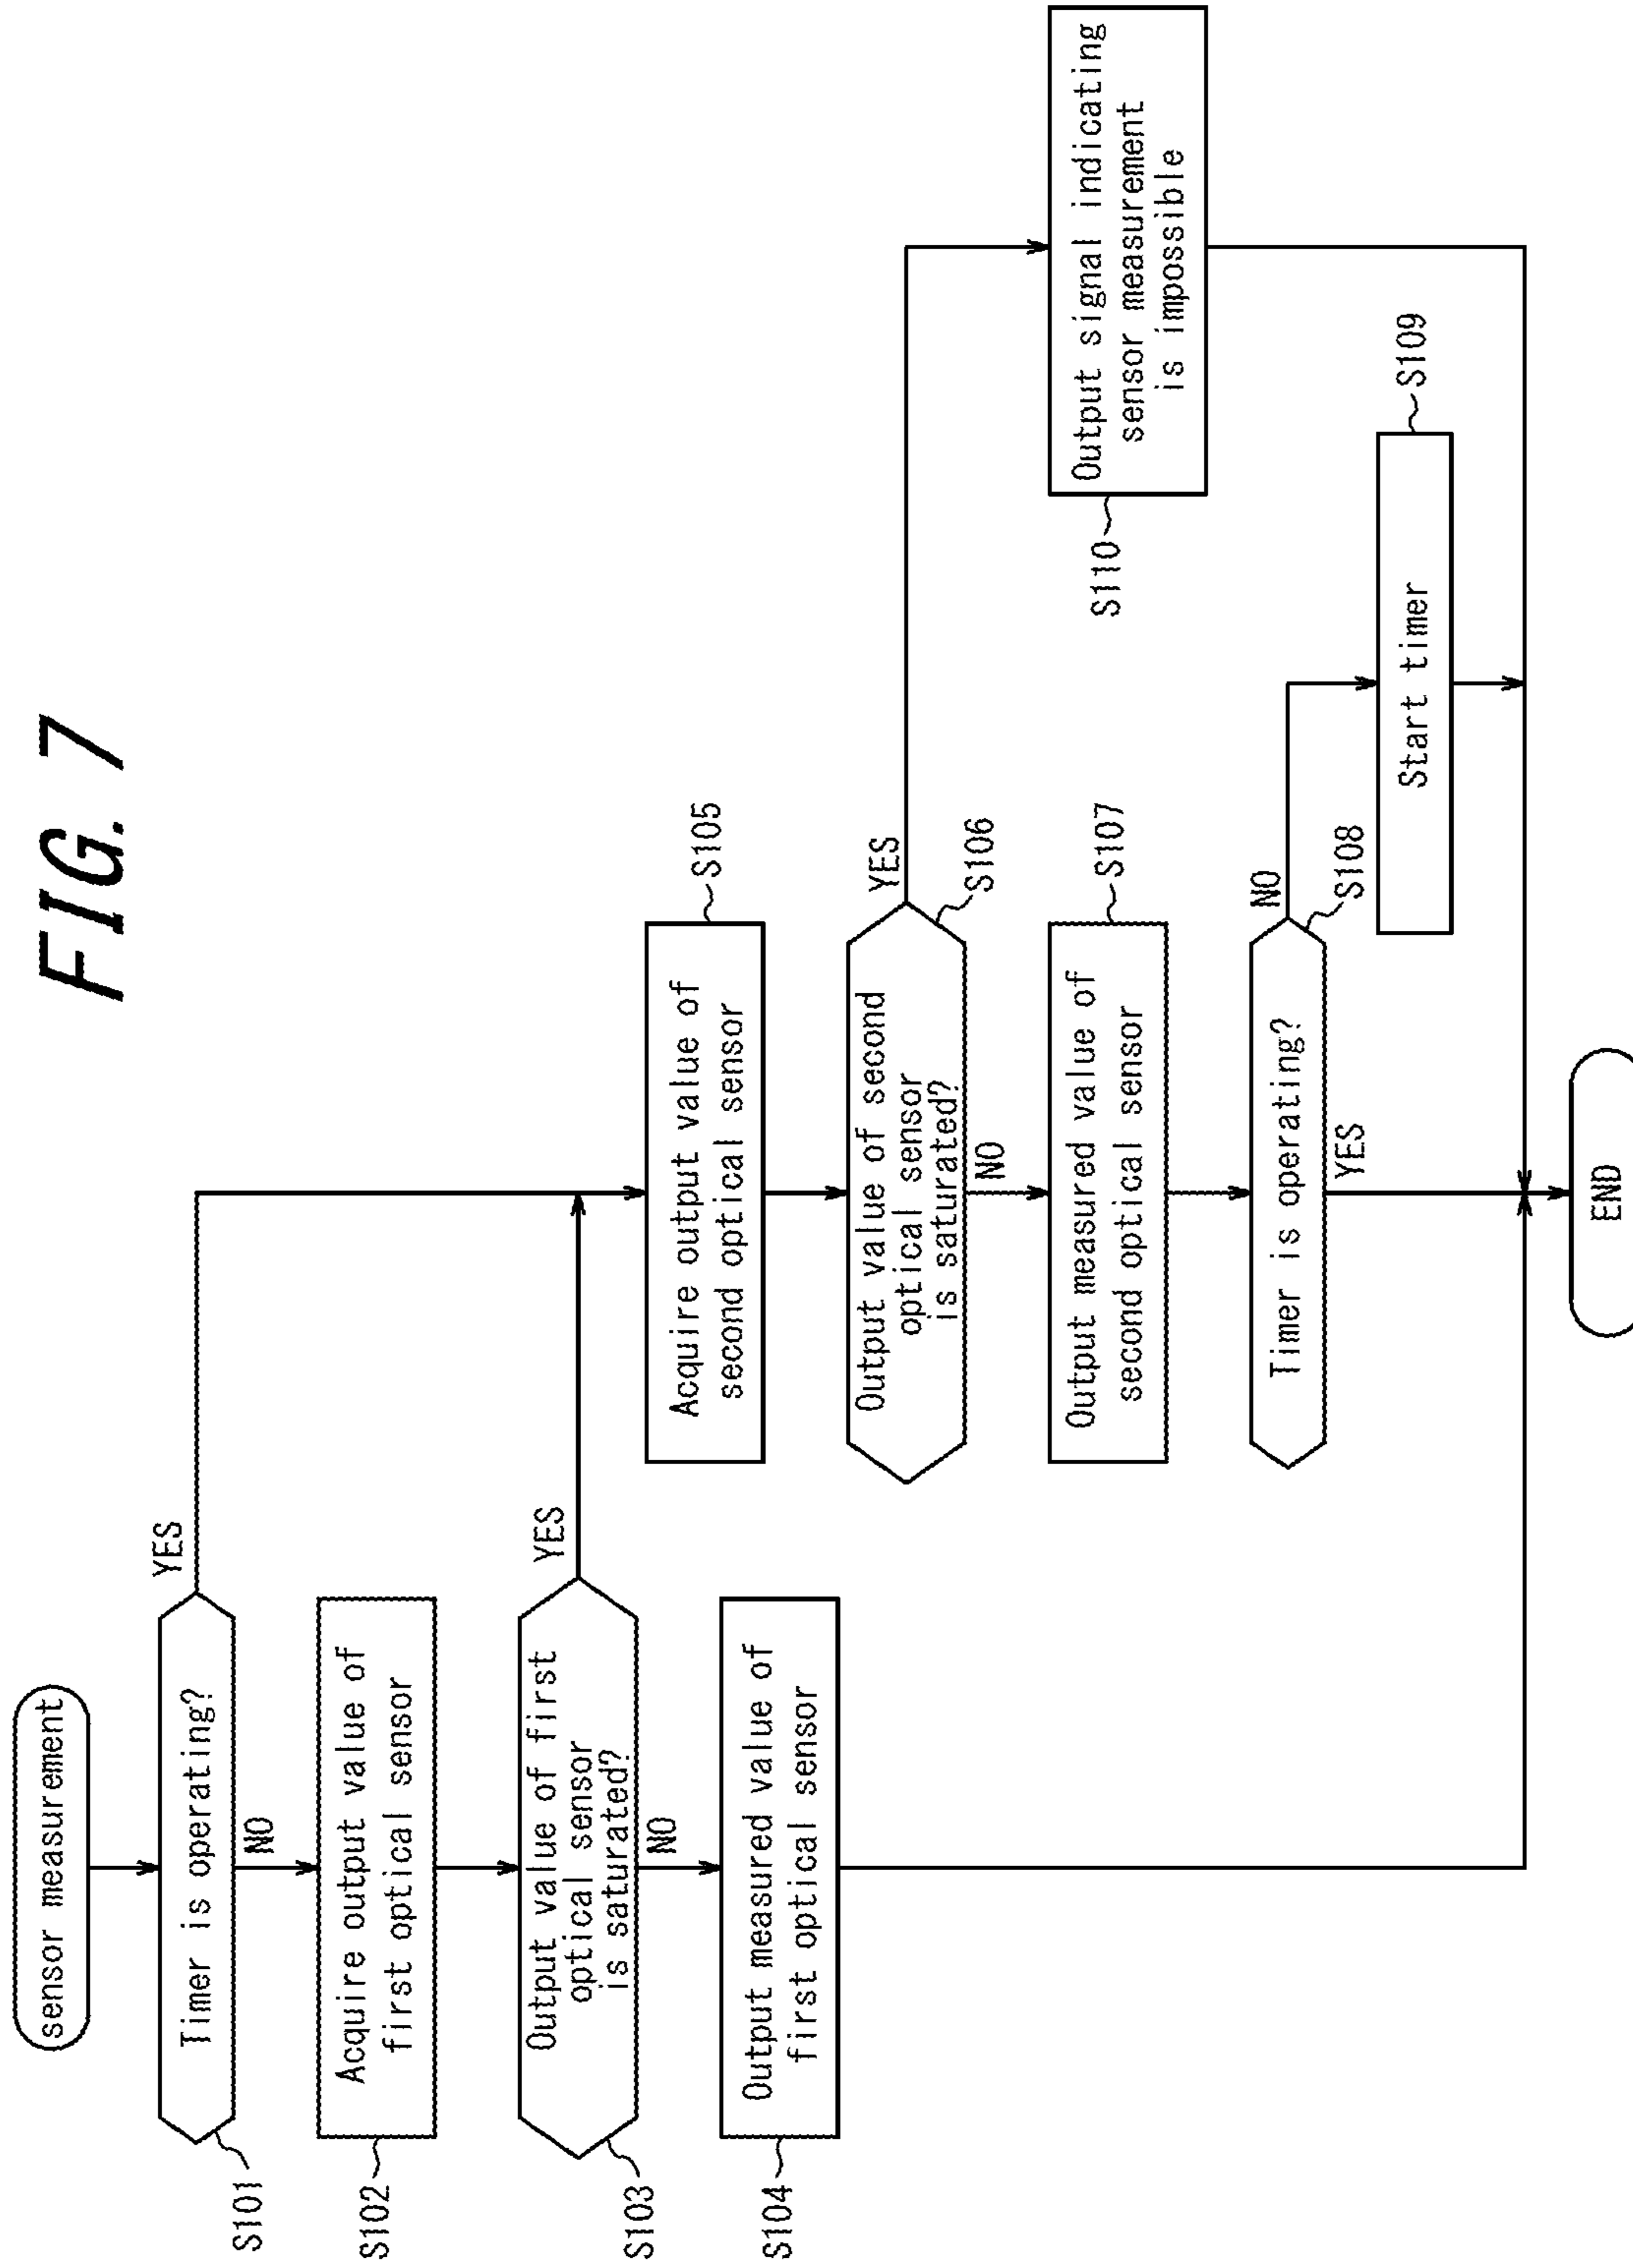 FIG. 7
sensor measurement
Timer is operating?
YES
NO
S101
Acquire output value of
first optical sensor
S102
Output value of first
optical sensor
is saturated?
YES
NO
S103
Output measured value of
first optical sensor
S104
Acquire output value of
second optical sensor
S105
Output value of second
optical sensor
is saturated?
YES
NO
S106
Output measured value of
second optical sensor
S107
Timer is operating?
NO
YES
S108
Start timer
S109
Output signal indicating
sensor measurement
is impossible
S110
END